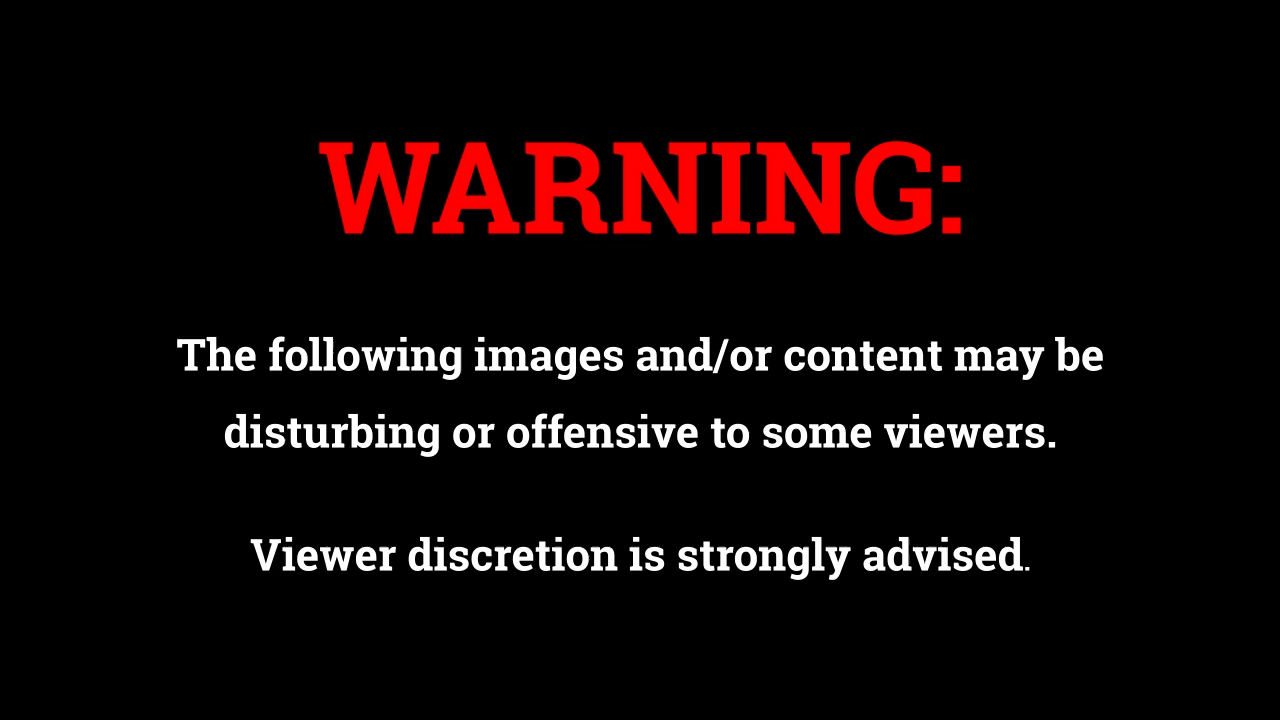 WARNING:
The following images and/or content may be
disturbing or offensive to some viewers.
Viewer discretion is strongly advised.